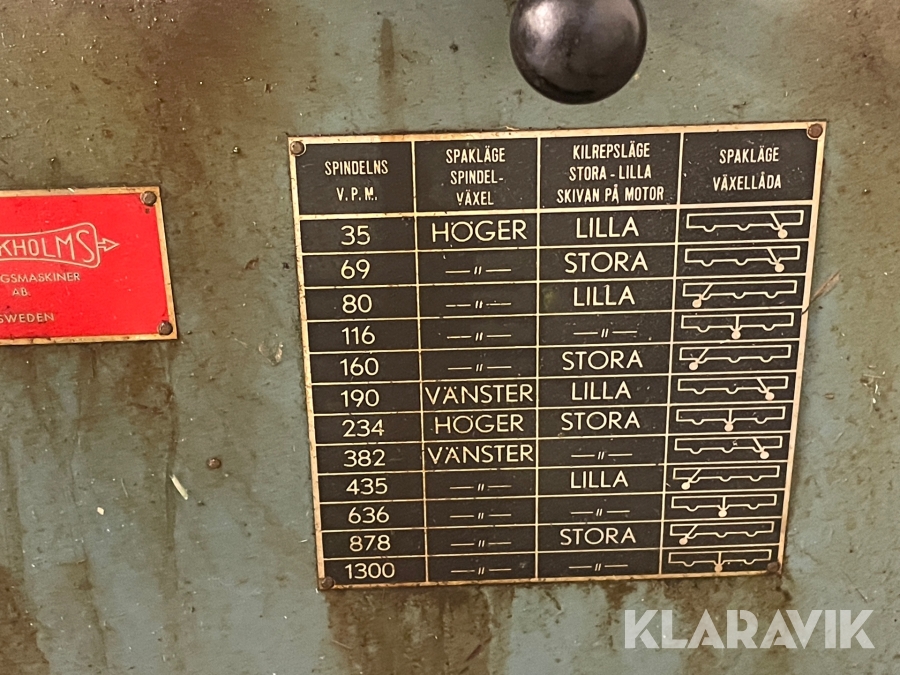 SPINDELNS
V.P.M.
SPAKLÄGE
SPINDEL-
VÄXEL
KILREPSLÄGE
STORA - LILLA
SKIVAN PÅ MOTOR
SPAKLÄGE
VÄXELLÅDA
35 HÖGER LILLA
69 —〃— STORA
80 —〃— LILLA
116 —〃— —〃—
160 —〃— STORA
190 VÄNSTER LILLA
234 HÖGER STORA
382 VÄNSTER —〃—
435 —〃— LILLA
636 —〃— —〃—
878 —〃— STORA
1300 —〃— —〃—
KHOLMS
GSMASKINER
AB.
SWEDEN
KLARAVIK